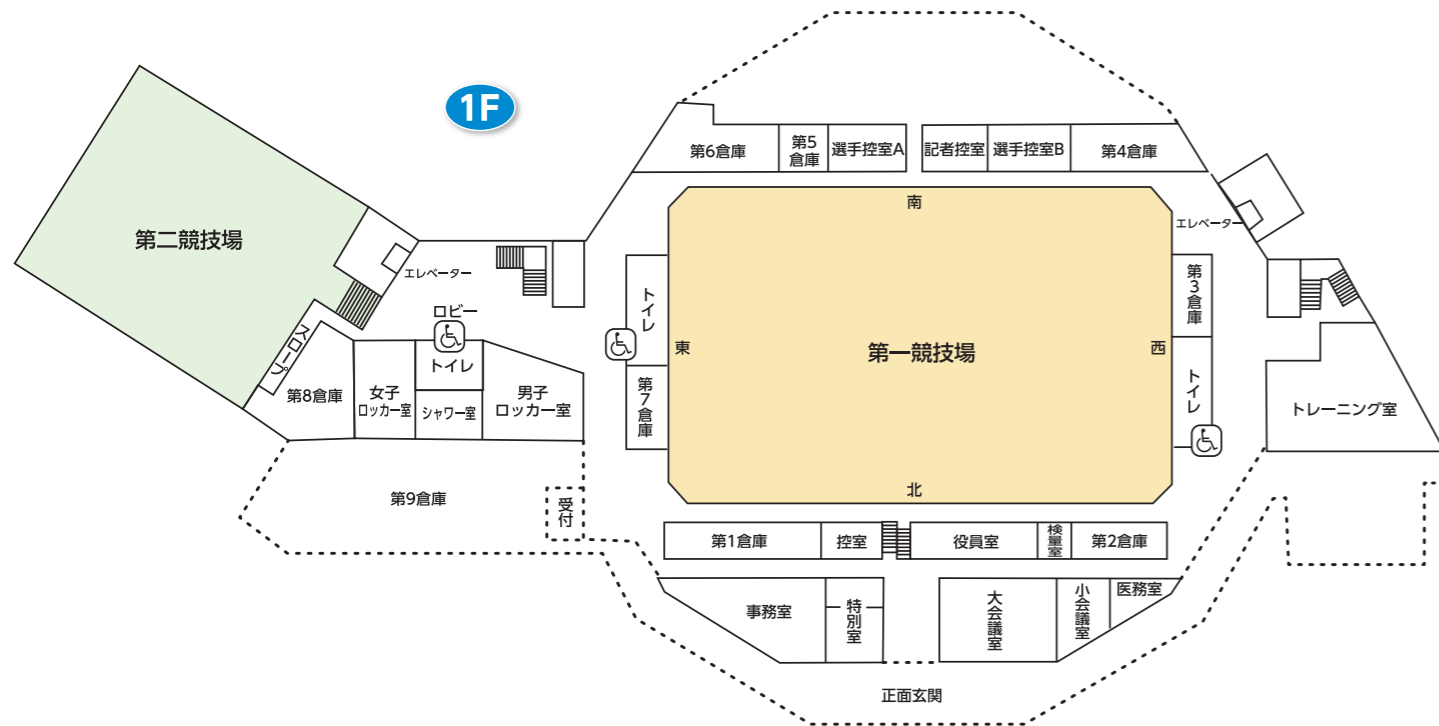 1F
第6倉庫
第5
倉庫
選手控室A
記者控室
選手控室B
第4倉庫
南
エレベーター
第二競技場
エレベーター
ロビー
トイレ
第3倉庫
東
第一競技場
西
スロープ
トイレ
第8倉庫
女子
ロッカー室
シャワー室
男子
ロッカー室
第7倉庫
トイレ
トレーニング室
第9倉庫
受付
北
第1倉庫
控室
役員室
検量室
第2倉庫
事務室
特別室
大会議室
小会議室
医務室
正面玄関